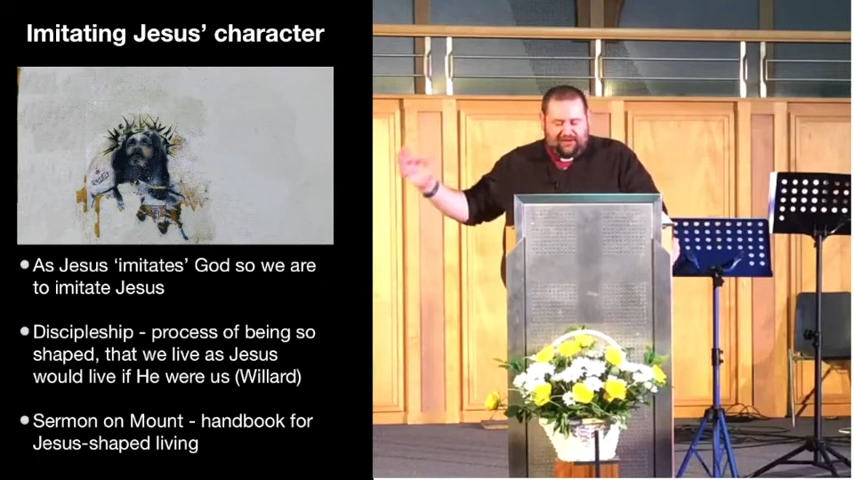 Imitating Jesus’ character
As Jesus ‘imitates’ God so we are
to imitate Jesus
Discipleship - process of being so
shaped, that we live as Jesus
would live if He were us (Willard)
Sermon on Mount - handbook for
Jesus-shaped living